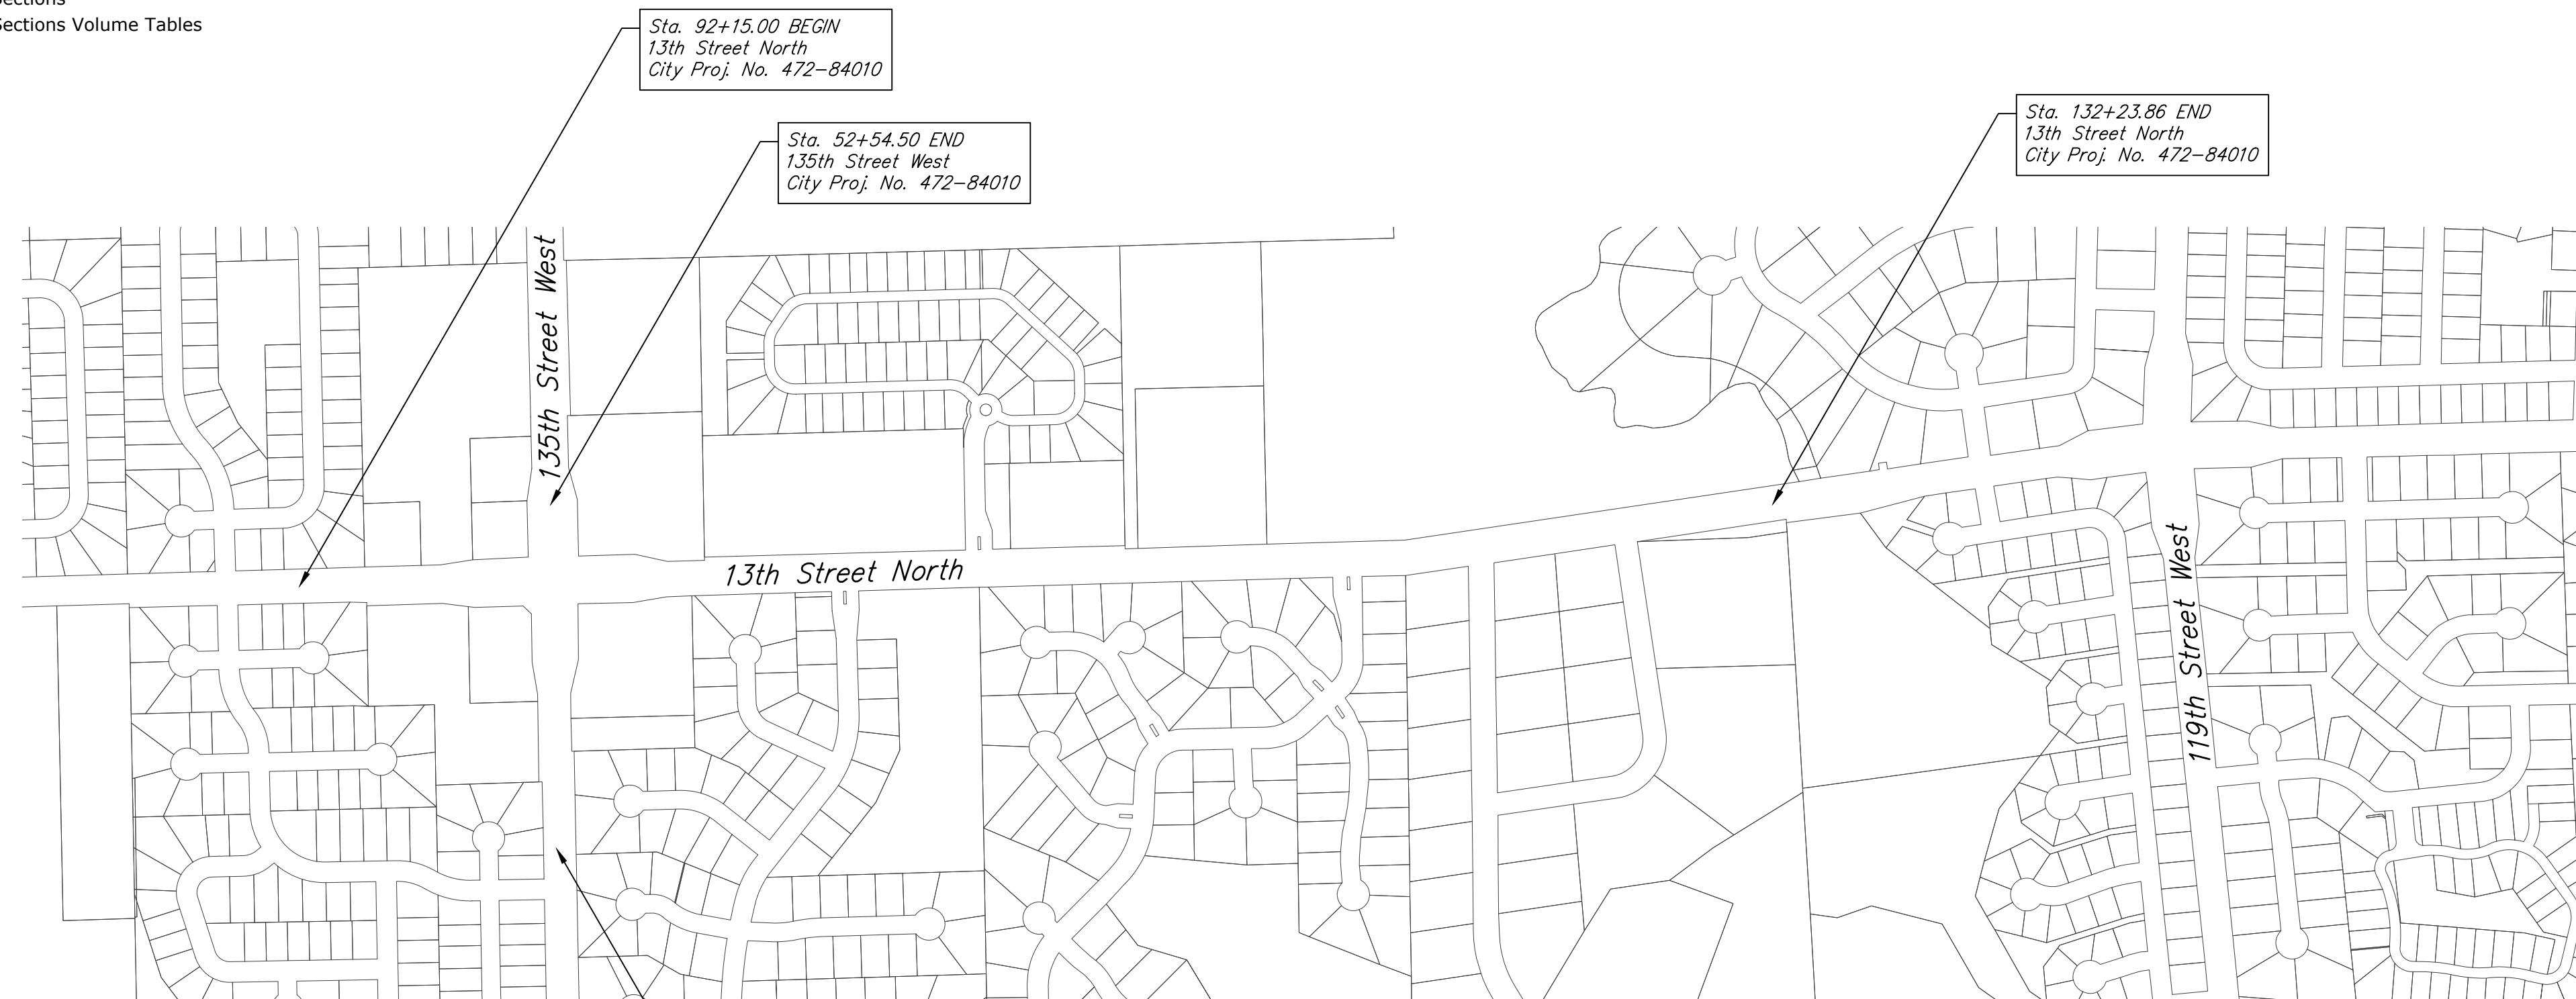 Sections Volume Tables
Sta. 92+15.00 BEGIN
13th Street North
City Proj. No. 472-84010
Sta. 52+54.50 END
135th Street West
City Proj. No. 472-84010
Sta. 132+23.86 END
13th Street North
City Proj. No. 472-84010
135th Street West
13th Street North
119th Street West